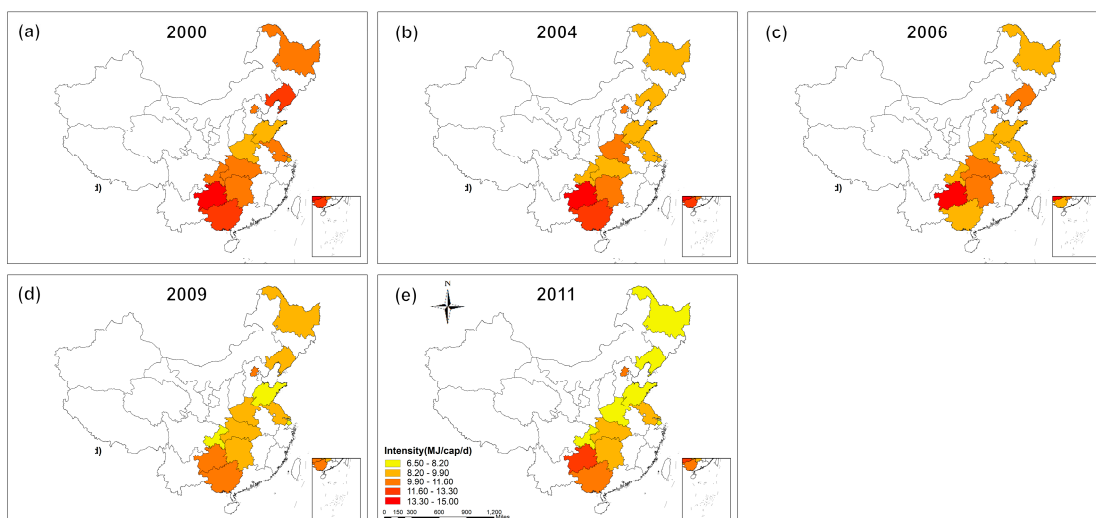 (a) 2000
(b) 2004
(c) 2006
d)
d)
d)
(d) 2009
(e) N 2011
d)
d)
Intensity(MJ/cap/d)
6.50 - 8.20
8.20 - 9.90
9.90 - 11.00
11.60 - 13.30
13.30 - 15.00
0 150 300 600 900 1,200
Miles